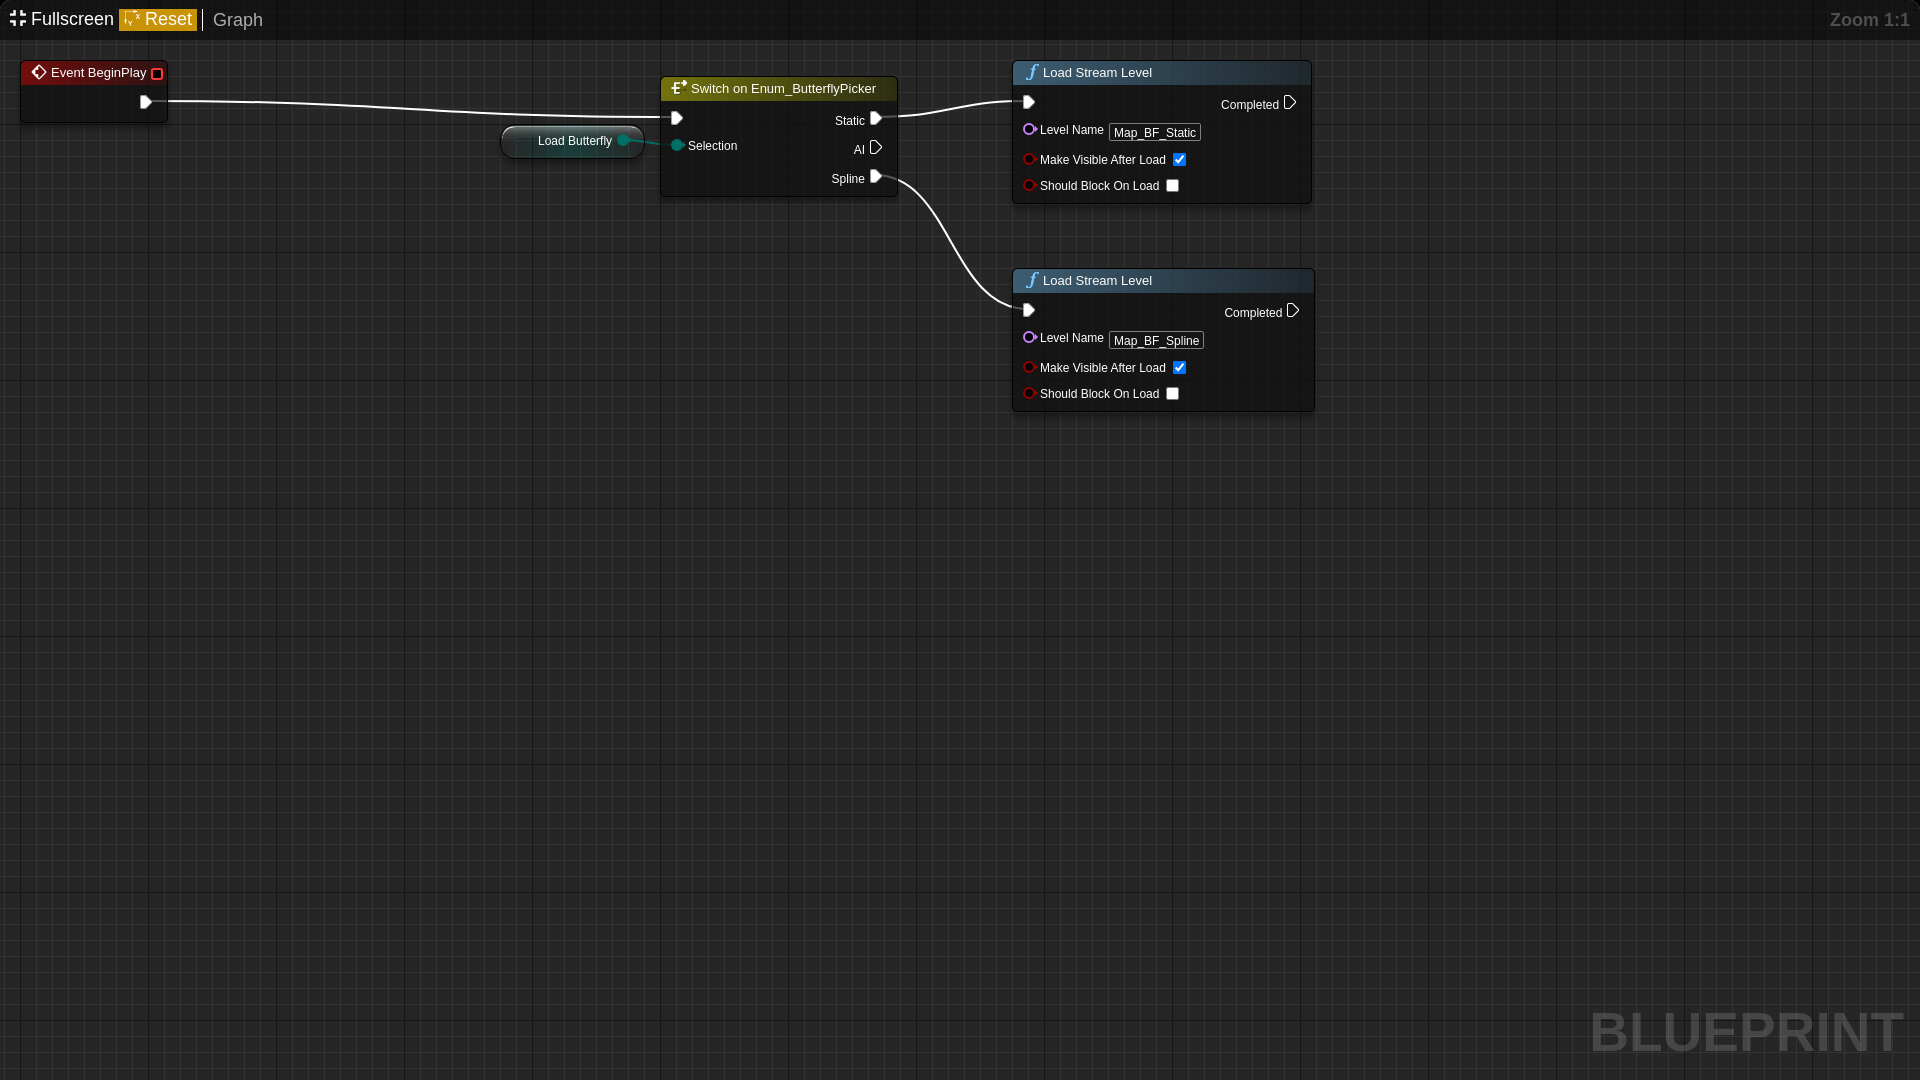 Fullscreen Reset Graph
Zoom 1:1
Event BeginPlay
Load Butterfly
Switch on Enum_ButterflyPicker
Static
Selection
AI
Spline
Load Stream Level
Completed
Level Name Map_BF_Static
Make Visible After Load
Should Block On Load
Load Stream Level
Completed
Level Name Map_BF_Spline
Make Visible After Load
Should Block On Load
BLUEPRINT